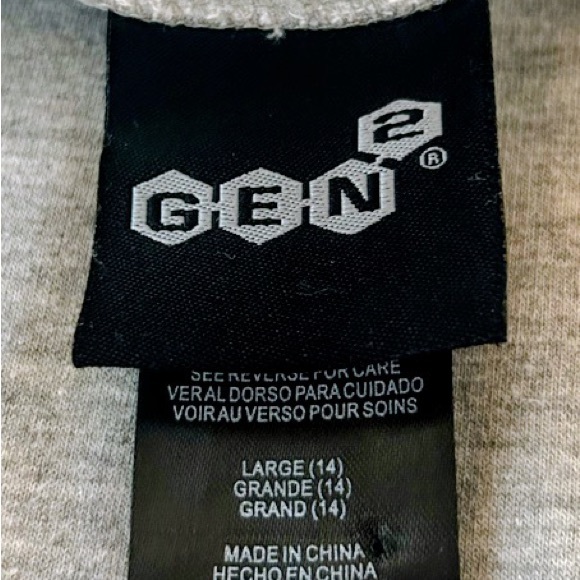 G-E-N 2 ®
SEE REVERSE FOR CARE
VER AL DORSO PARA CUIDADO
VOIR AU VERSO POUR SOINS
LARGE (14)
GRANDE (14)
GRAND (14)
MADE IN CHINA
HECHO EN CHINA